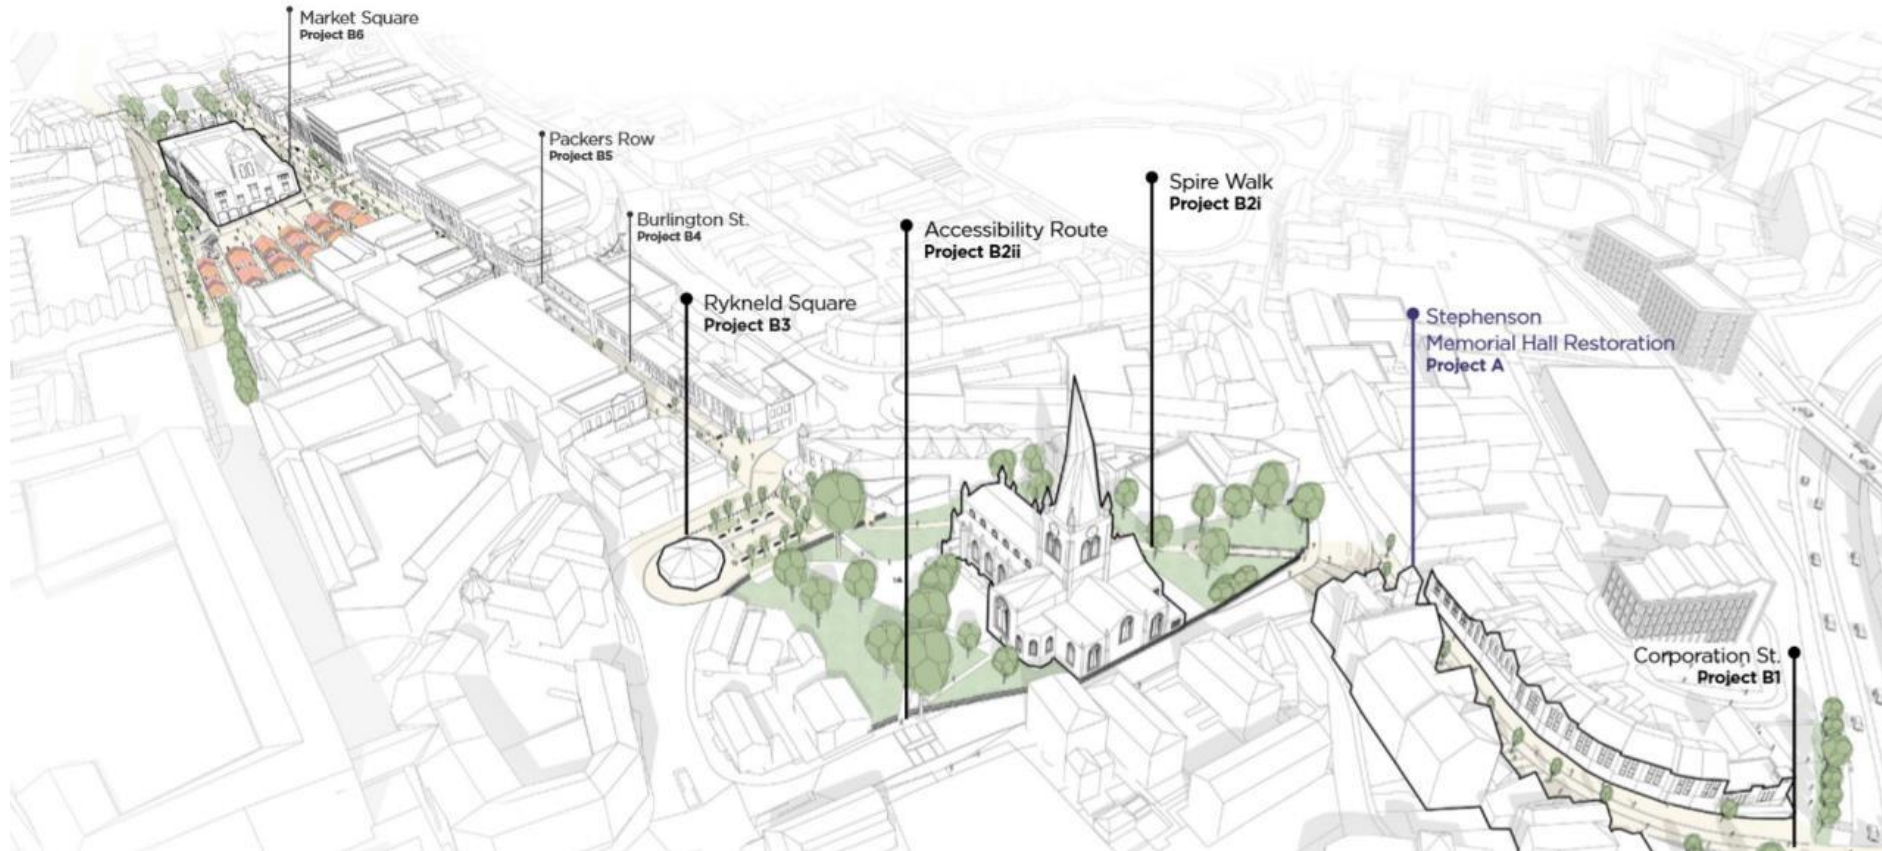 Market Square
Project B6
Packers Row
Project B5
Burlington St.
Project B4
Spire Walk
Project B2i
Accessibility Route
Project B2ii
Rykneld Square
Project B3
Stephenson
Memorial Hall Restoration
Project A
Corporation St.
Project B1